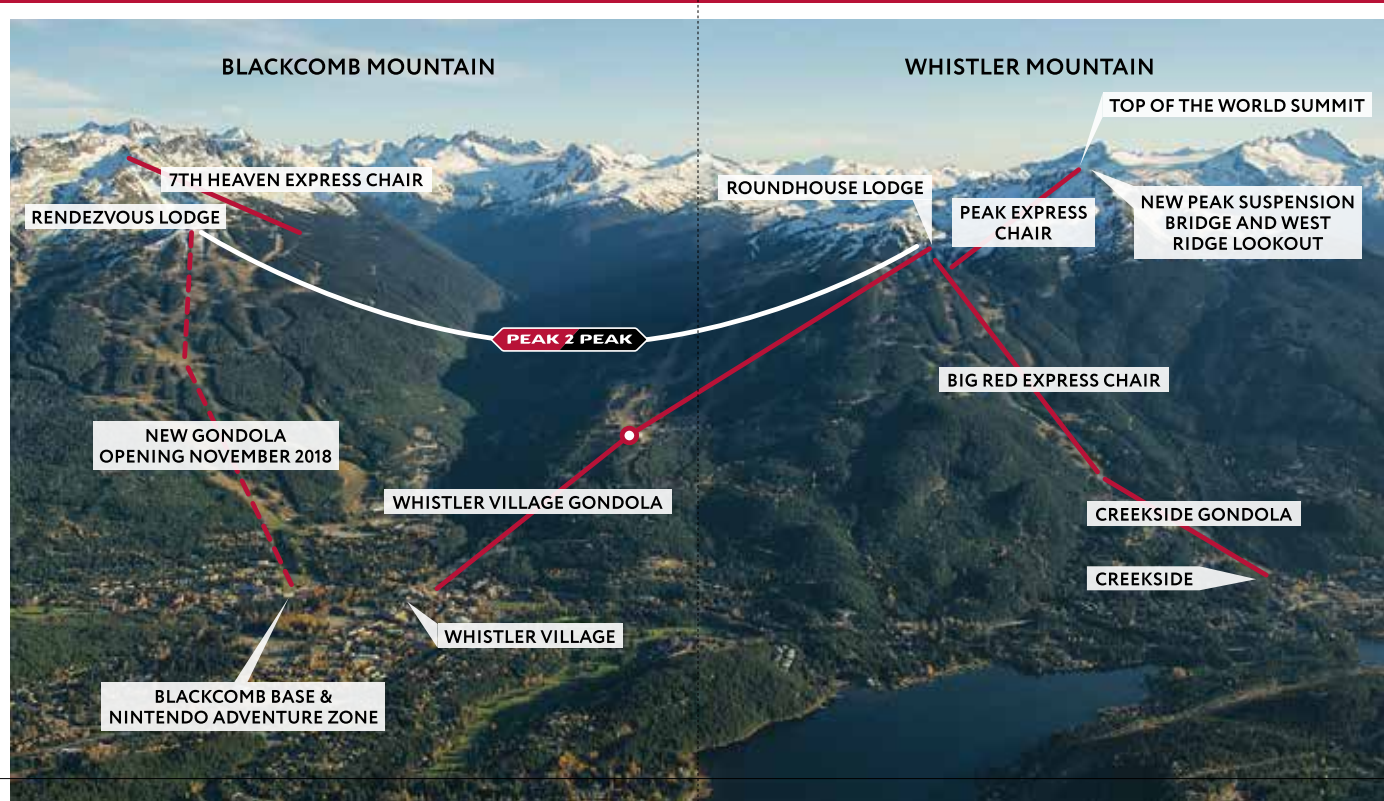 BLACKCOMB MOUNTAIN
WHISTLER MOUNTAIN
TOP OF THE WORLD SUMMIT
7TH HEAVEN EXPRESS CHAIR
ROUNDHOUSE LODGE
RENDEZVOUS LODGE
PEAK EXPRESS
CHAIR
NEW PEAK SUSPENSION
BRIDGE AND WEST
RIDGE LOOKOUT
PEAK 2 PEAK
BIG RED EXPRESS CHAIR
NEW GONDOLA
OPENING NOVEMBER 2018
WHISTLER VILLAGE GONDOLA
CREEKSIDE GONDOLA
CREEKSIDE
WHISTLER VILLAGE
BLACKCOMB BASE &
NINTENDO ADVENTURE ZONE